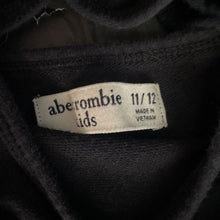 abercrombie
kids
11/12
MADE IN
VIETNAM